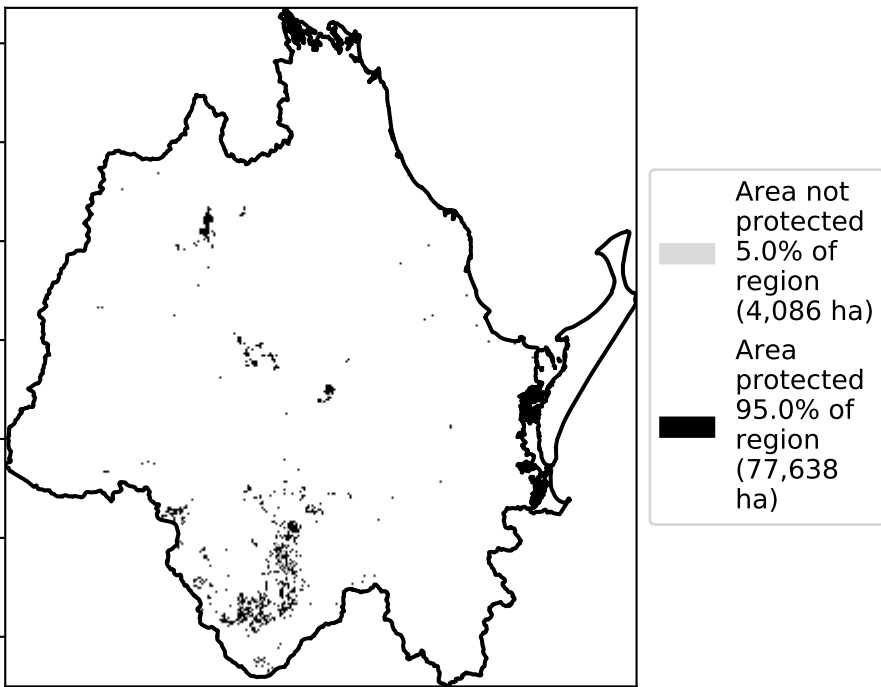 Area not
protected
5.0% of
region
(4,086 ha)
Area
protected
95.0% of
region
(77,638
ha)